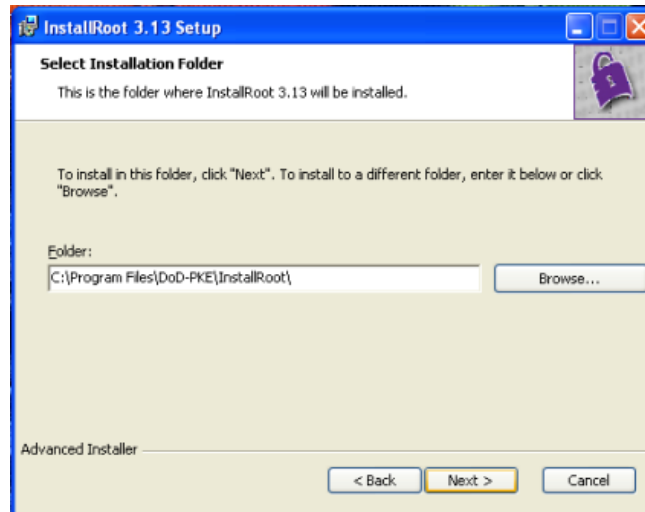 InstallRoot 3.13 Setup
Select Installation Folder
This is the folder where InstallRoot 3.13 will be installed.
To install in this folder, click "Next". To install to a different folder, enter it below or click
"Browse".
Folder:
C:\Program Files\DoD-PKE\InstallRoot\
Browse...
Advanced Installer
< Back
Next >
Cancel